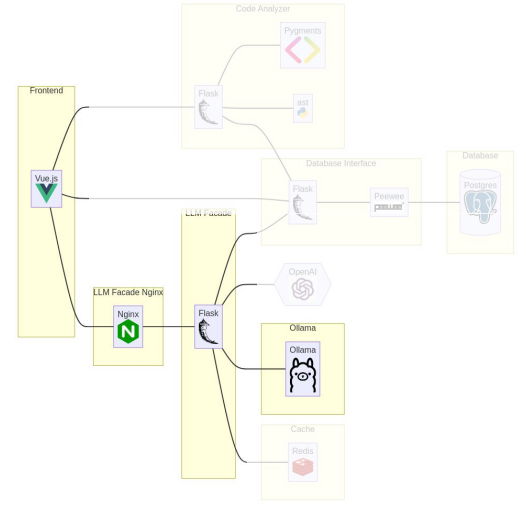 Code Analyzer
Pygments
Frontend
Flask
ast
Database Interface
Database
Vue.js
Flask
Peewee
peewee
Postgres
LLM Facade
OpenAI
LLM Facade Nginx
Nginx
Flask
Ollama
Ollama
Cache
Redis